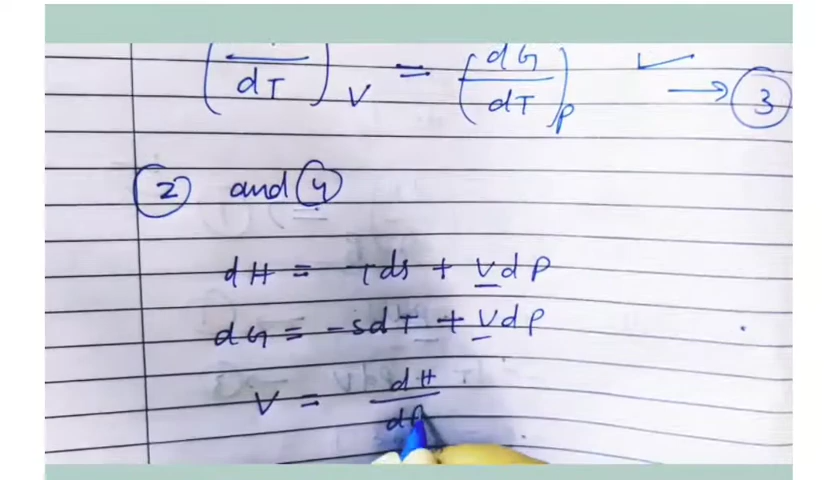 (dT)V = (dG/dT)P → 3
2 and 4
dH = Tds + VdP
dG = -sdT + VdP
V = dH/dP